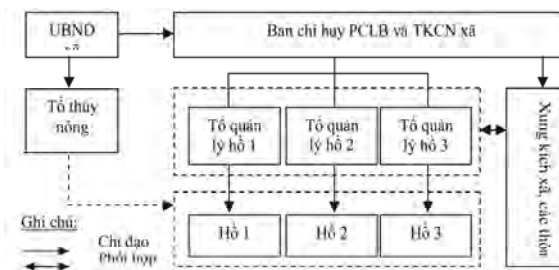 UBND
xã
Ban chỉ huy PCLB và TKCN xã
Tổ thủy
nông
Tổ quản
lý hồ 1
Tổ quản
lý hồ 2
Tổ quản
lý hồ 3
Xung kích xã, các thôn
Hồ 1
Hồ 2
Hồ 3
Ghi chú:
Chỉ đạo
Phối hợp